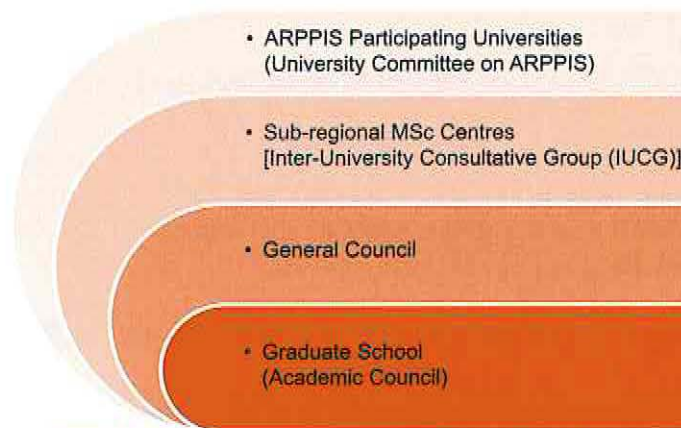 • ARPPIS Participating Universities
(University Committee on ARPPIS)
• Sub-regional MSc Centres
[Inter-University Consultative Group (IUCG)]
• General Council
• Graduate School
(Academic Council)